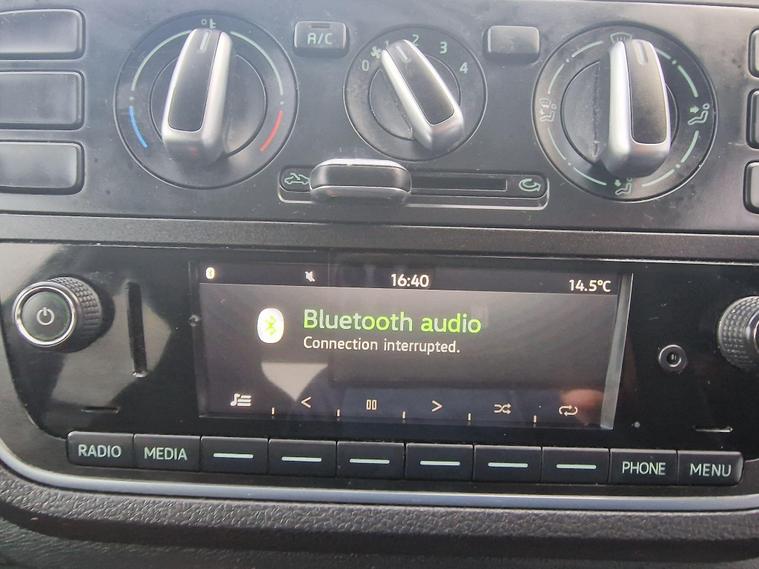 °C
A/C
0 1 2 3 4
16:40
14.5°C
Bluetooth audio
Connection interrupted.
RADIO
MEDIA
PHONE
MENU